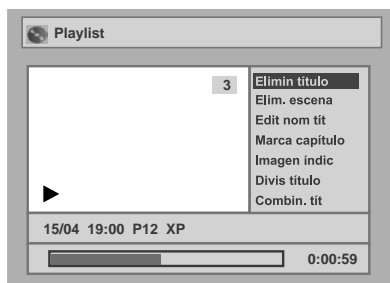 Playlist
3
Elimin título
Elim. escena
Edit nom tít
Marca capítulo
Imagen índic
Divis título
Combin. tít
15/04 19:00 P12 XP
0:00:59